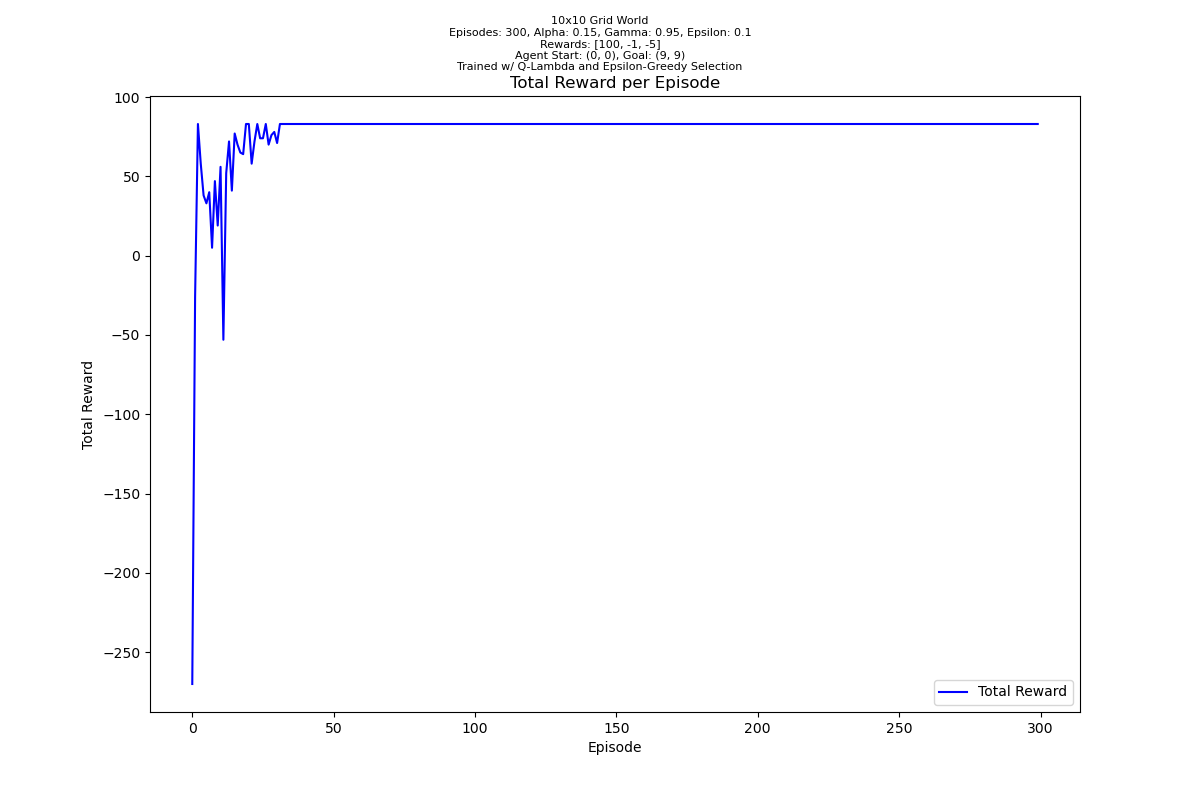 10x10 Grid World
Episodes: 300, Alpha: 0.15, Gamma: 0.95, Epsilon: 0.1
Rewards: [100, -1, -5]
Agent Start: (0, 0), Goal: (9, 9)
Trained w/ Q-Lambda and Epsilon-Greedy Selection
Total Reward per Episode
100
50
0
−50
−100
−150
−200
−250
Total Reward
Total Reward
0
50
100
150
200
250
300
Episode